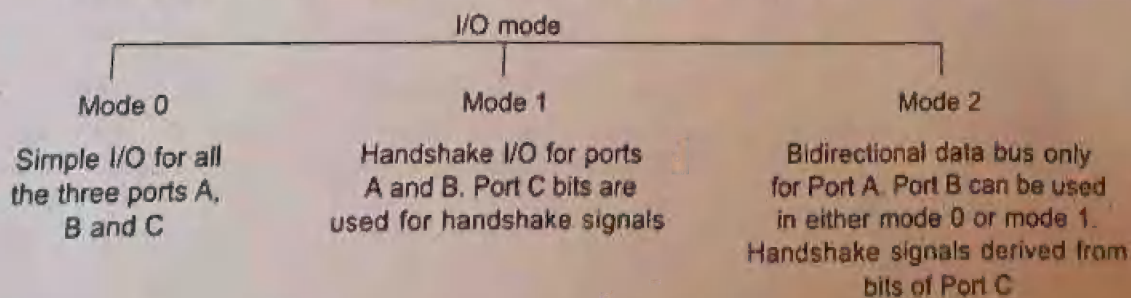 I/O mode
Mode 0
Simple I/O for all
the three ports A,
B and C
Mode 1
Handshake I/O for ports
A and B. Port C bits are
used for handshake signals
Mode 2
Bidirectional data bus only
for Port A. Port B can be used
in either mode 0 or mode 1.
Handshake signals derived from
bits of Port C